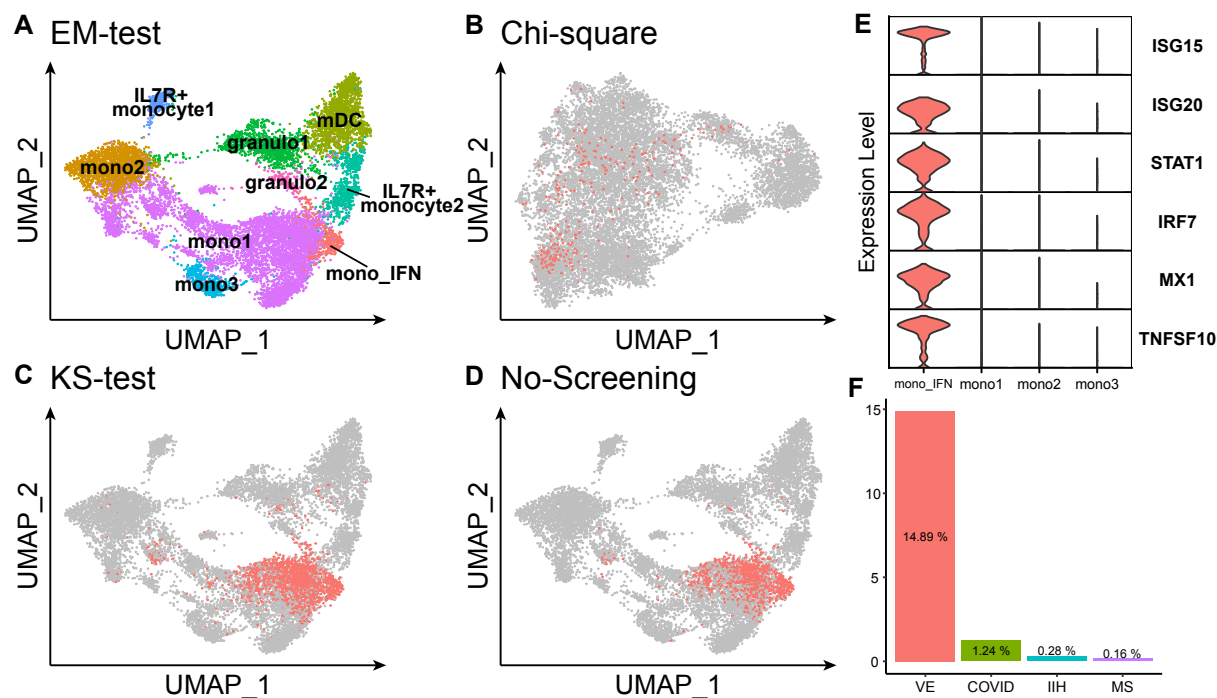 A EM-test
IL7R+
monocyte1
mDC
granulo1
mono2
granulo2
IL7R+
monocyte2
mono1
mono_IFN
mono3
UMAP_2
UMAP_1
B Chi-square
UMAP_2
UMAP_1
E
ISG15
ISG20
STAT1
IRF7
MX1
TNFSF10
Expression Level
mono_IFN mono1 mono2 mono3
C KS-test
UMAP_2
UMAP_1
D No-Screening
UMAP_2
UMAP_1
F
15
10
5
0
14.89 %
1.24 %
0.28 %
0.16 %
VE COVID IIH MS